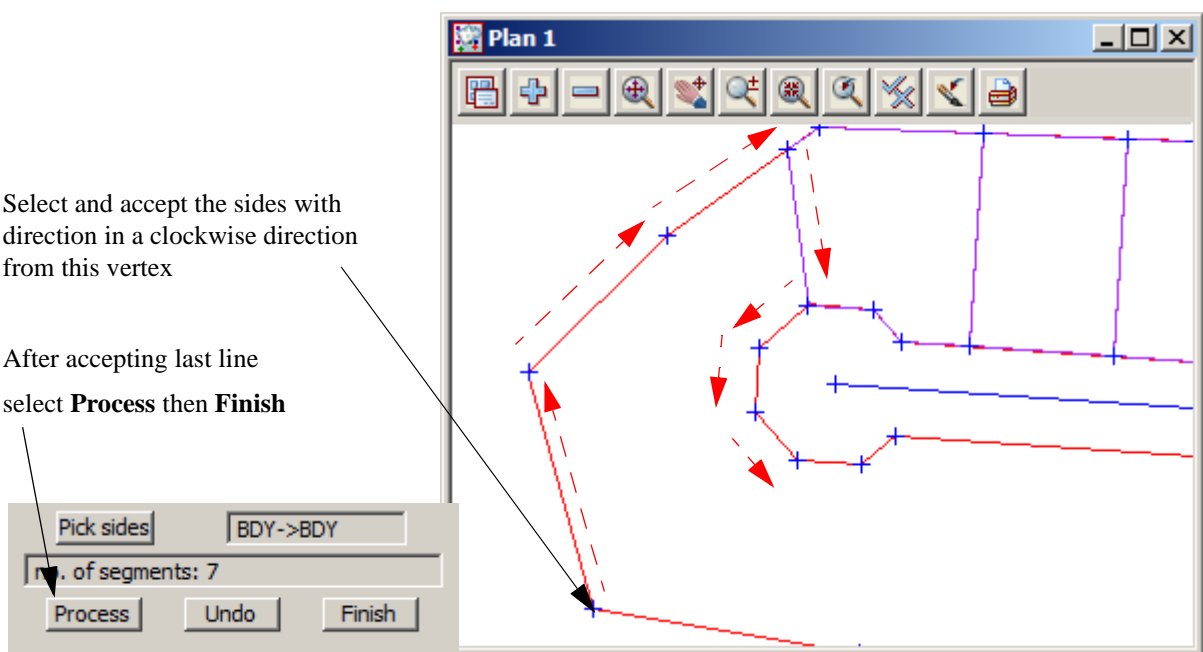 Plan 1
Select and accept the sides with
direction in a clockwise direction
from this vertex
After accepting last line
select Process then Finish
Pick sides BDY->BDY
no. of segments: 7
Process Undo Finish